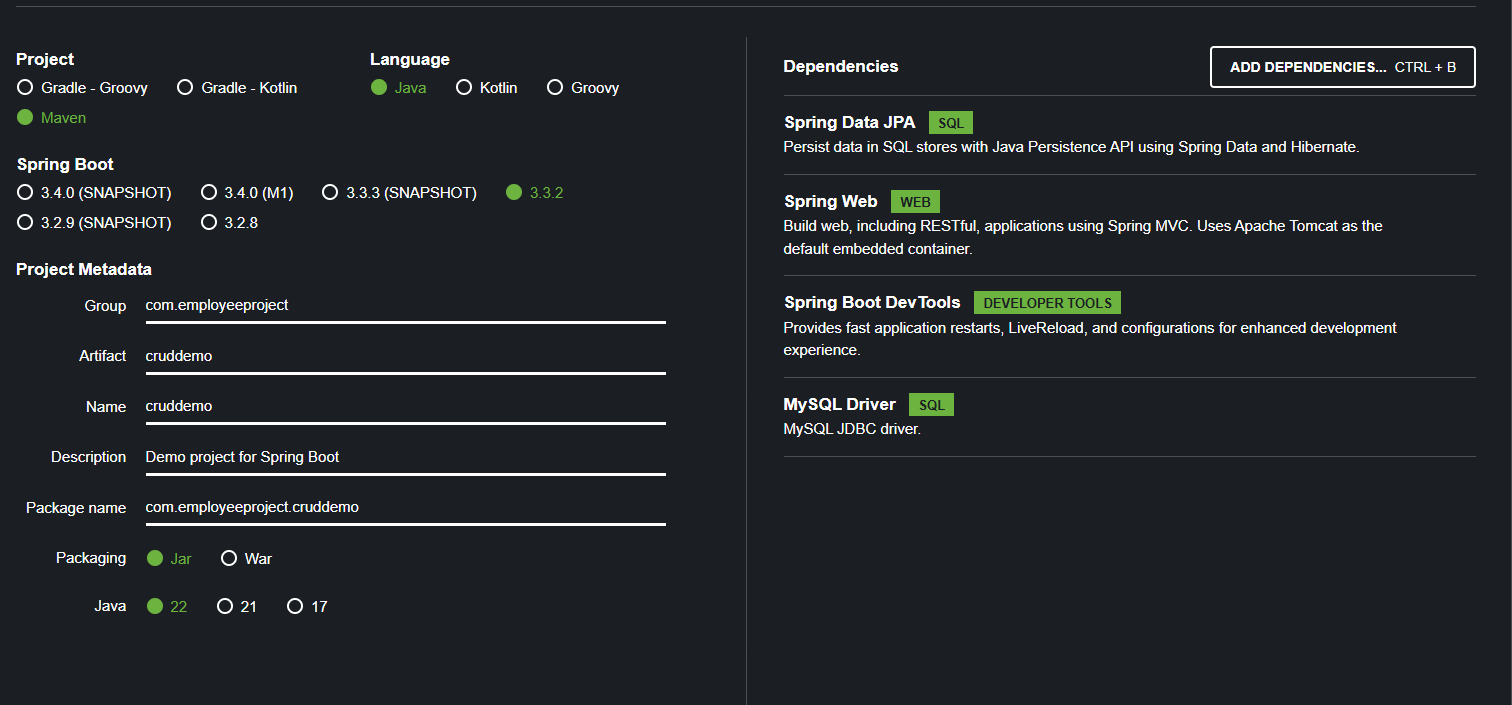 Project
Gradle - Groovy Gradle - Kotlin
Maven
Language
Java Kotlin Groovy
Spring Boot
3.4.0 (SNAPSHOT) 3.4.0 (M1) 3.3.3 (SNAPSHOT) 3.3.2
3.2.9 (SNAPSHOT) 3.2.8
Project Metadata
Group com.employeeproject
Artifact cruddemo
Name cruddemo
Description Demo project for Spring Boot
Package name com.employeeproject.cruddemo
Packaging Jar War
Java 22 21 17
Dependencies ADD DEPENDENCIES... CTRL + B
Spring Data JPA SQL
Persist data in SQL stores with Java Persistence API using Spring Data and Hibernate.
Spring Web WEB
Build web, including RESTful, applications using Spring MVC. Uses Apache Tomcat as the
default embedded container.
Spring Boot DevTools DEVELOPER TOOLS
Provides fast application restarts, LiveReload, and configurations for enhanced development
experience.
MySQL Driver SQL
MySQL JDBC driver.